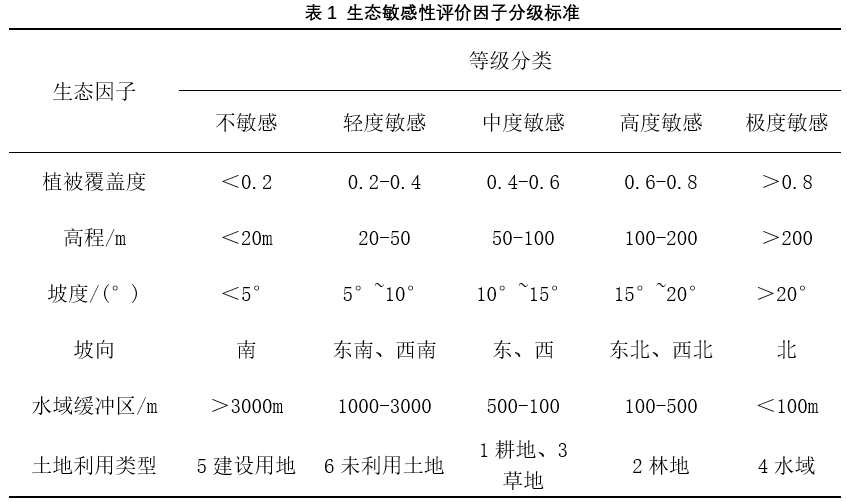 表1 生态敏感性评价因子分级标准
生态因子 等级分类
不敏感 轻度敏感 中度敏感 高度敏感 极度敏感
植被覆盖度 ＜0.2 0.2-0.4 0.4-0.6 0.6-0.8 ＞0.8
高程/m ＜20m 20-50 50-100 100-200 ＞200
坡度/(°) ＜5° 5°~10° 10°~15° 15°~20° ＞20°
坡向 南 东南、西南 东、西 东北、西北 北
水域缓冲区/m ＞3000m 1000-3000 500-100 100-500 ＜100m
土地利用类型 5建设用地 6未利用土地 1耕地、3 2林地 4水域
草地